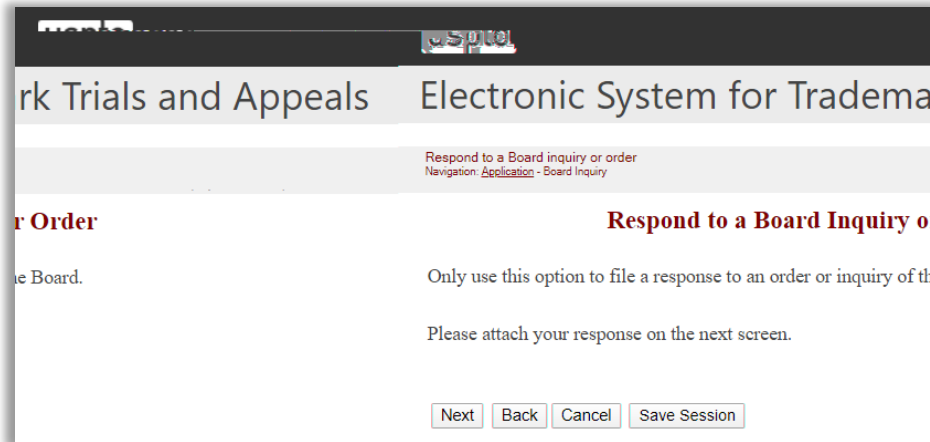 uspto
rk Trials and Appeals
Electronic System for Tradema
Respond to a Board inquiry or order
Navigation: Application - Board Inquiry
r Order
Respond to a Board Inquiry o
e Board.
Only use this option to file a response to an order or inquiry of th
Please attach your response on the next screen.
Next Back Cancel Save Session